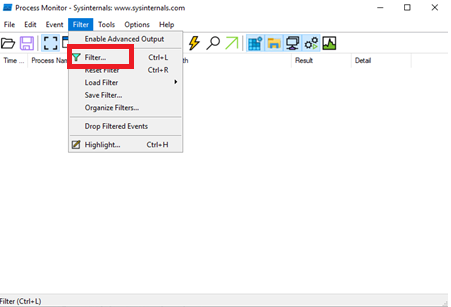 Process Monitor - Sysinternals: www.sysinternals.com
File Edit Event Filter Tools Options Help
Enable Advanced Output
Filter... Ctrl+L
Reset Filter Ctrl+R
Load Filter
Save Filter...
Organize Filters...
Drop Filtered Events
Highlight... Ctrl+H
Time ... Process Name Result Detail
Filter (Ctrl+L)